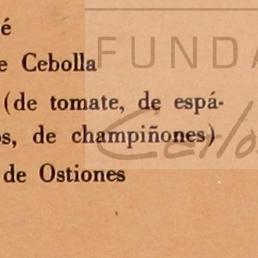 é
e Cebolla
(de tomate, de espá-
s, de champiñones)
de Ostiones
FUNDA